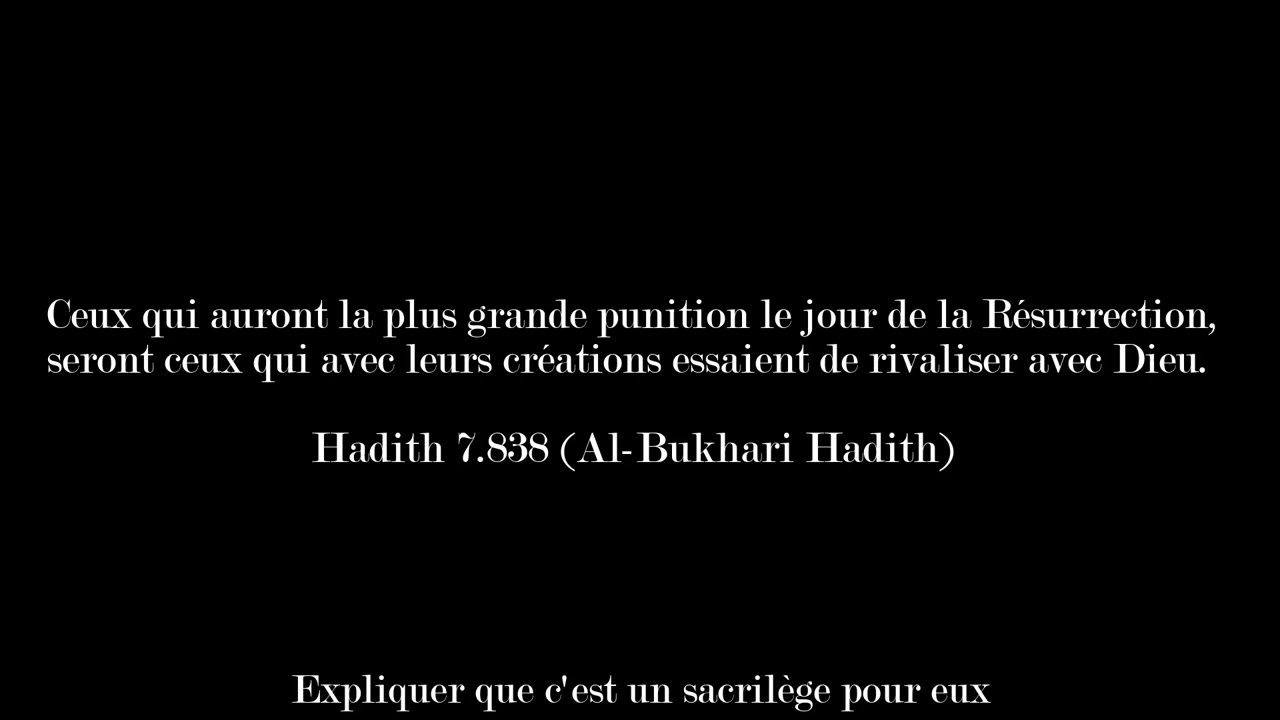 Ceux qui auront la plus grande punition le jour de la Résurrection,
seront ceux qui avec leurs créations essaient de rivaliser avec Dieu.
Hadith 7.838 (Al-Bukhari Hadith)
Expliquer que c'est un sacrilège pour eux